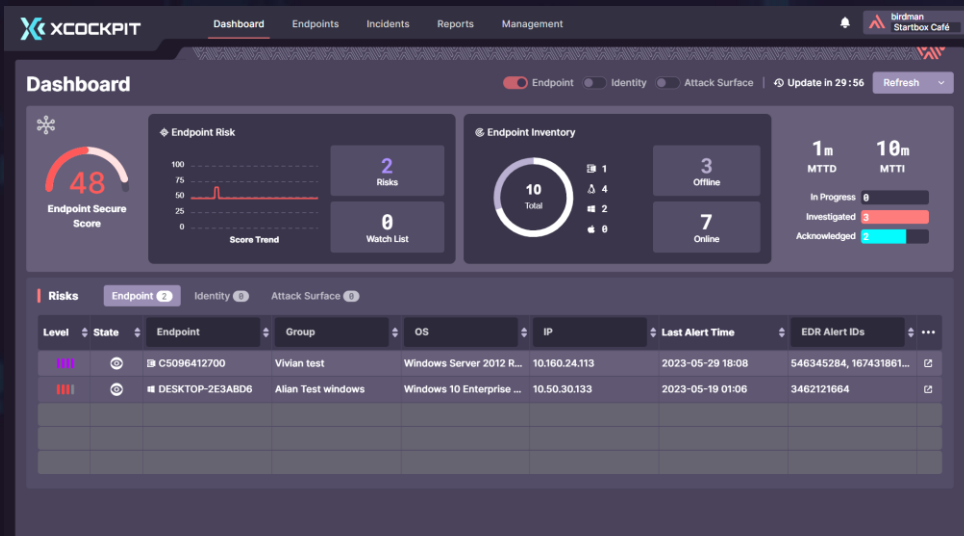 XCOCKPIT
Dashboard Endpoints Incidents Reports Management
birdman
Startbox Café
Dashboard
Endpoint Identity Attack Surface Update in 29:56 Refresh
48
Endpoint Secure
Score
Endpoint Risk
100
75
50
25
0
Score Trend
2
Risks
0
Watch List
Endpoint Inventory
10
Total
1
4
2
0
3
Offline
7
Online
1m
MTTD
10m
MTTI
In Progress 0
Investigated 3
Acknowledged 2
Risks Endpoint 2 Identity 0 Attack Surface 0
Level State Endpoint Group OS IP Last Alert Time EDR Alert IDs
C5096412700 Vivian test Windows Server 2012 R... 10.160.24.113 2023-05-29 18:08 546345284, 167431861...
DESKTOP-2E3ABD6 Alian Test windows Windows 10 Enterprise ... 10.50.30.133 2023-05-19 01:06 3462121664